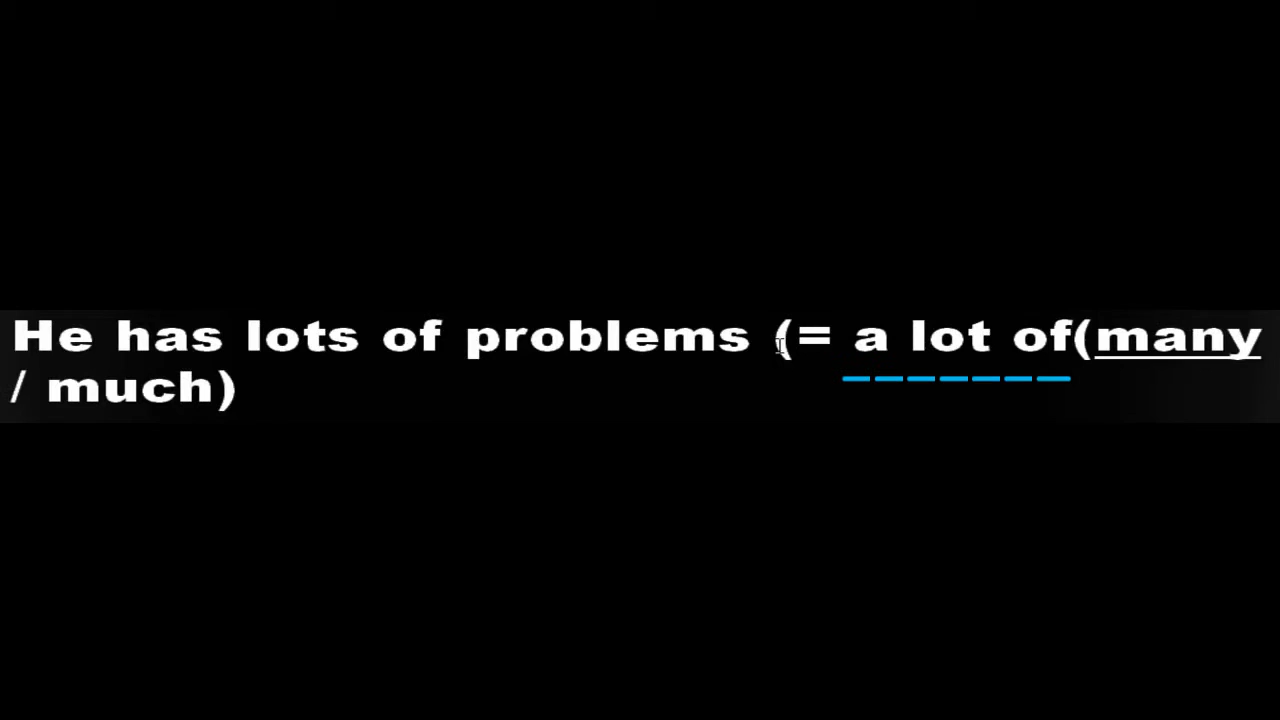 He has lots of problems (= a lot of(many
/ much)